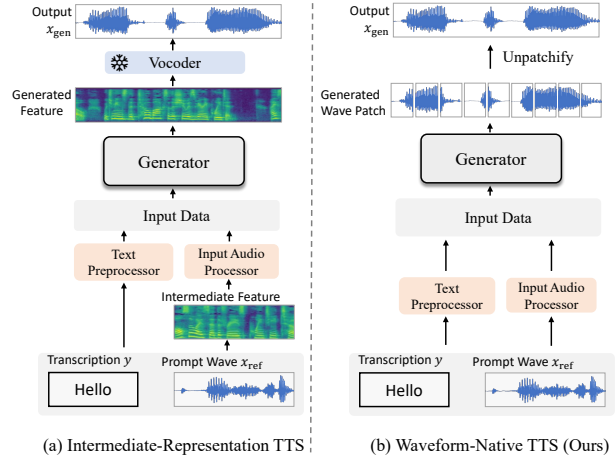 Output
x_gen
Vocoder
Generated
Feature
Generator
Input Data
Text
Preprocessor
Input Audio
Processor
Intermediate Feature
Transcription y
Prompt Wave x_ref
Hello
(a) Intermediate-Representation TTS
Output
x_gen
Unpatchify
Generated
Wave Patch
Generator
Input Data
Text
Preprocessor
Input Audio
Processor
Transcription y
Prompt Wave x_ref
Hello
(b) Waveform-Native TTS (Ours)